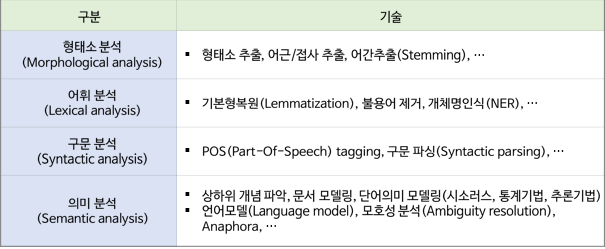 구분 기술
형태소 분석
(Morphological analysis)
▪ 형태소 추출, 어근/접사 추출, 어간추출(Stemming), …
어휘 분석
(Lexical analysis)
▪ 기본형복원(Lemmatization), 불용어 제거, 개체명인식(NER), …
구문 분석
(Syntactic analysis)
▪ POS(Part-Of-Speech) tagging, 구문 파싱(Syntactic parsing), …
의미 분석
(Semantic analysis)
▪ 상하위 개념 파악, 문서 모델링, 단어의미 모델링(시소러스, 통계기법, 추론기법)
▪ 언어모델(Language model), 모호성 분석(Ambiguity resolution),
Anaphora, …